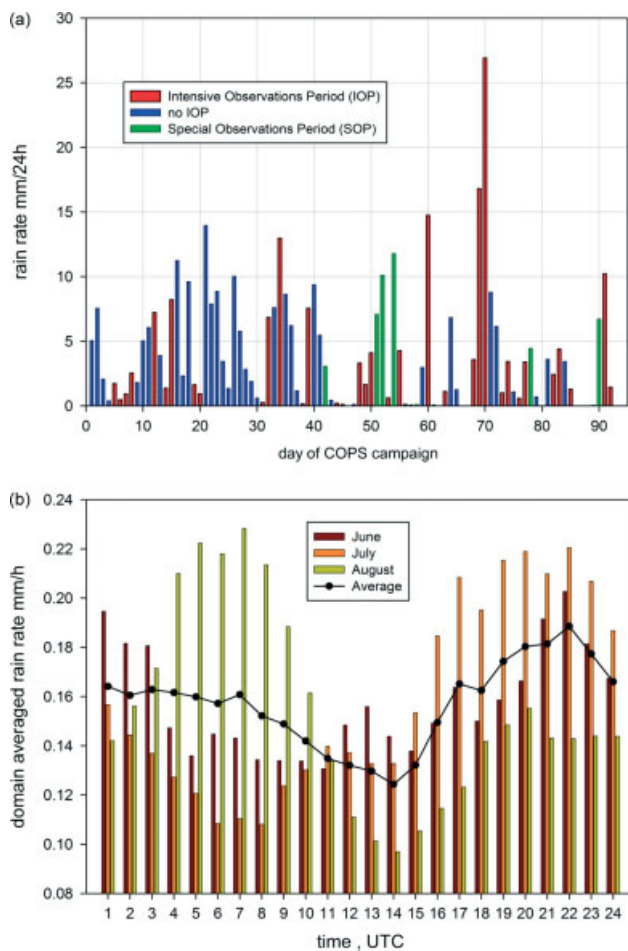 (a)
30
25
20
15
10
5
0
rain rate mm/24h
Intensive Observations Period (IOP)
no IOP
Special Observations Period (SOP)
0 10 20 30 40 50 60 70 80 90
day of COPS campaign
(b)
0.24
0.22
0.20
0.18
0.16
0.14
0.12
0.10
0.08
domain averaged rain rate mm/h
June
July
August
Average
1 2 3 4 5 6 7 8 9 10 11 12 13 14 15 16 17 18 19 20 21 22 23 24
time , UTC